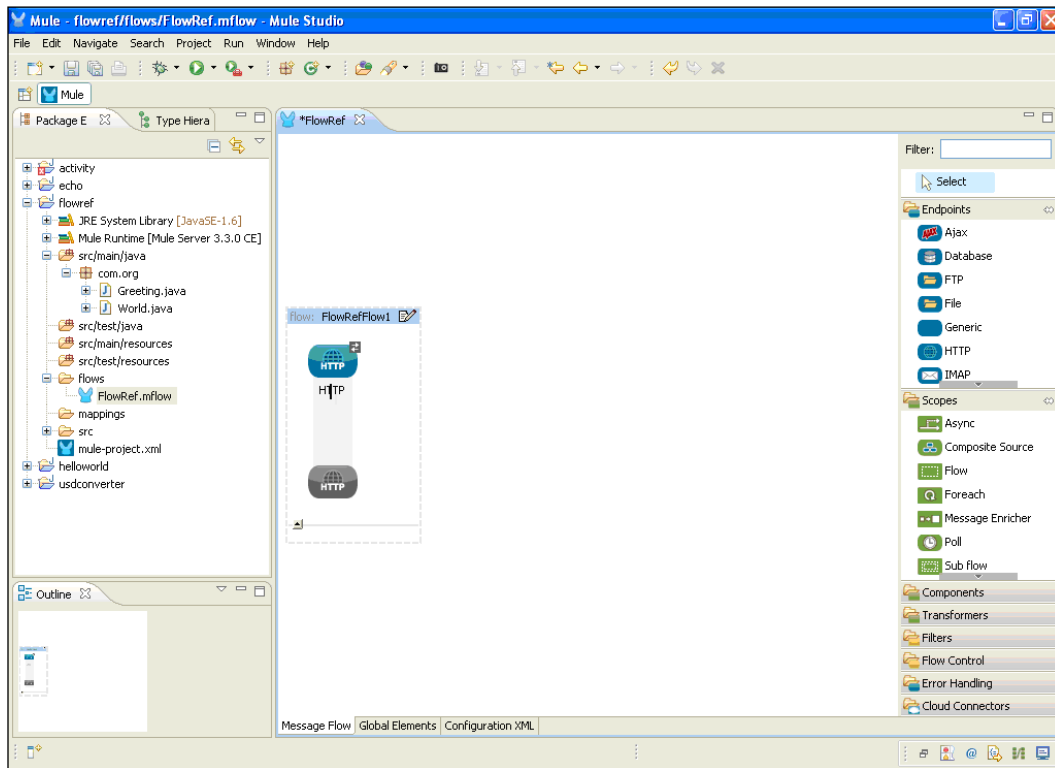 Mule - flowref/flows/FlowRef.mflow - Mule Studio
File Edit Navigate Search Project Run Window Help
Mule
Package E
Type Hiera
activity
echo
flowref
JRE System Library [JavaSE-1.6]
Mule Runtime [Mule Server 3.3.0 CE]
src/main/java
com.org
Greeting.java
World.java
src/test/java
src/main/resources
src/test/resources
flows
FlowRef.mflow
mappings
src
mule-project.xml
helloworld
usdconverter
Outline
*FlowRef
flow: FlowRefFlow1
HTTP
HTTP
HTTP
Message Flow Global Elements Configuration XML
Filter:
Select
Endpoints
Ajax
Database
FTP
File
Generic
HTTP
IMAP
Scopes
Async
Composite Source
Flow
Foreach
Message Enricher
Poll
Sub flow
Components
Transformers
Filters
Flow Control
Error Handling
Cloud Connectors